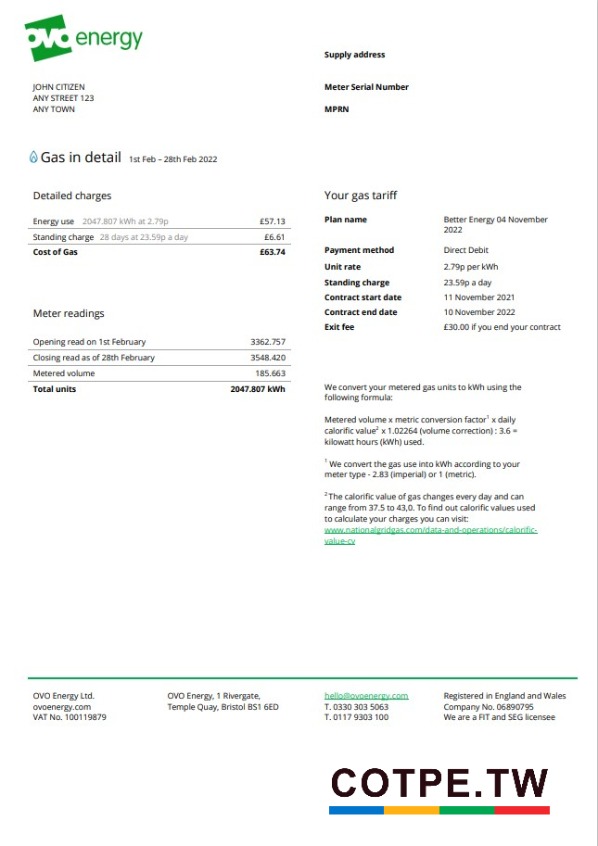 OVO energy
Supply address
JOHN CITIZEN
ANY STREET 123
ANY TOWN
Meter Serial Number
MPRN
Gas in detail 1st Feb – 28th Feb 2022
Detailed charges
Energy use 2047.807 kWh at 2.79p £57.13
Standing charge 28 days at 23.59p a day £6.61
Cost of Gas £63.74
Meter readings
Opening read on 1st February 3362.757
Closing read as of 28th February 3548.420
Metered volume 185.663
Total units 2047.807 kWh
Your gas tariff
Plan name Better Energy 04 November
2022
Payment method Direct Debit
Unit rate 2.79p per kWh
Standing charge 23.59p a day
Contract start date 11 November 2021
Contract end date 10 November 2022
Exit fee £30.00 if you end your contract
We convert your metered gas units to kWh using the
following formula:
Metered volume x metric conversion factor¹ x daily
calorific value² x 1.02264 (volume correction) : 3.6 =
kilowatt hours (kWh) used.
¹ We convert the gas use into kWh according to your
meter type - 2.83 (imperial) or 1 (metric).
² The calorific value of gas changes every day and can
range from 37.5 to 43,0. To find out calorific values used
to calculate your charges you can visit:
www.nationalgridgas.com/data-and-operations/calorific-
value-cv
OVO Energy Ltd.
ovoenergy.com
VAT No. 100119879
OVO Energy, 1 Rivergate,
Temple Quay, Bristol BS1 6ED
hello@ovoenergy.com
T. 0330 303 5063
T. 0117 9303 100
Registered in England and Wales
Company No. 06890795
We are a FIT and SEG licensee
COTPE.TW